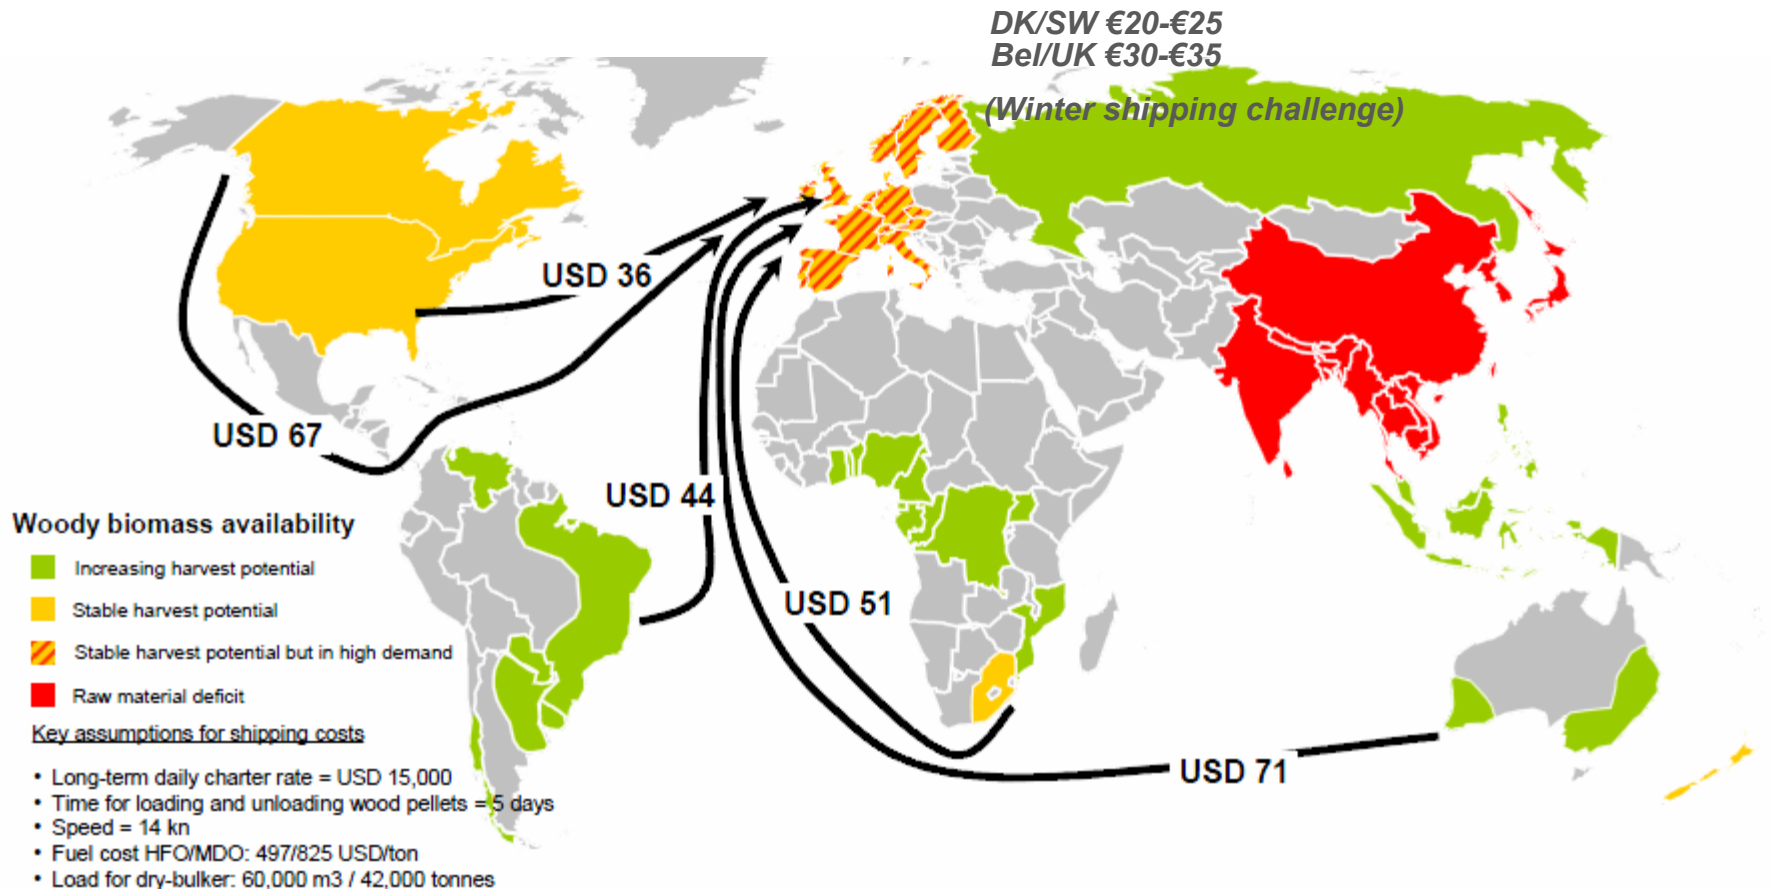 DK/SW €20-€25
Bel/UK €30-€35
(Winter shipping challenge)
USD 36
USD 67
USD 44
USD 51
USD 71
Woody biomass availability
Increasing harvest potential
Stable harvest potential
Stable harvest potential but in high demand
Raw material deficit
Key assumptions for shipping costs
• Long-term daily charter rate = USD 15,000
• Time for loading and unloading wood pellets = 5 days
• Speed = 14 kn
• Fuel cost HFO/MDO: 497/825 USD/ton
• Load for dry-bulker: 60,000 m3 / 42,000 tonnes